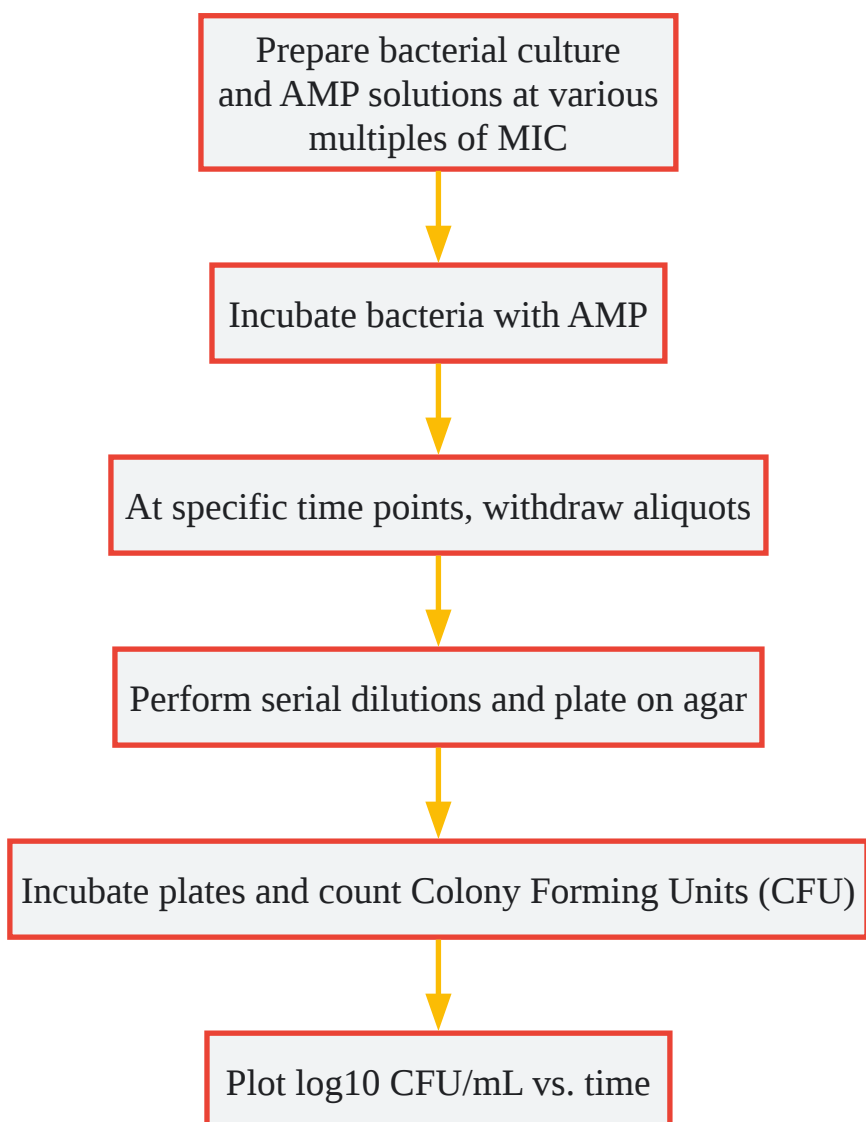 Prepare bacterial culture
and AMP solutions at various
multiples of MIC
Incubate bacteria with AMP
At specific time points, withdraw aliquots
Perform serial dilutions and plate on agar
Incubate plates and count Colony Forming Units (CFU)
Plot log10 CFU/mL vs. time